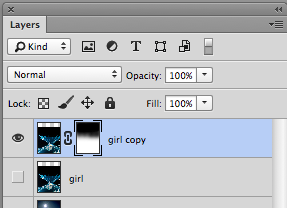 Layers
Kind
Normal Opacity: 100%
Lock: Fill: 100%
girl copy
girl